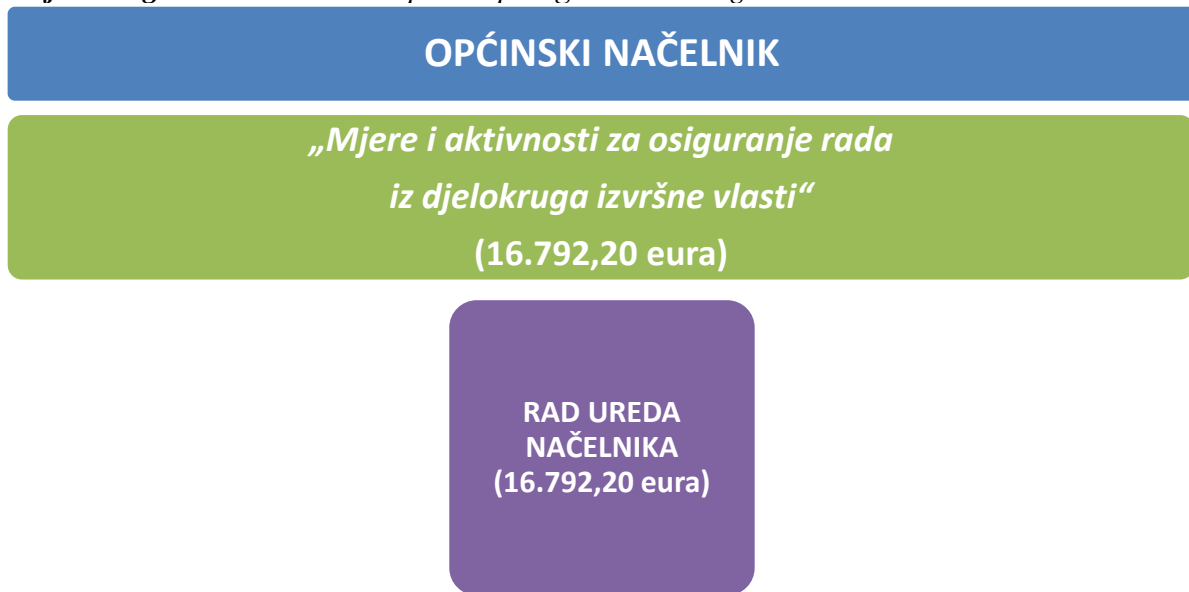 OPĆINSKI NAČELNIK
„Mjere i aktivnosti za osiguranje rada
iz djelokruga izvršne vlasti“
(16.792,20 eura)
RAD UREDA
NAČELNIKA
(16.792,20 eura)